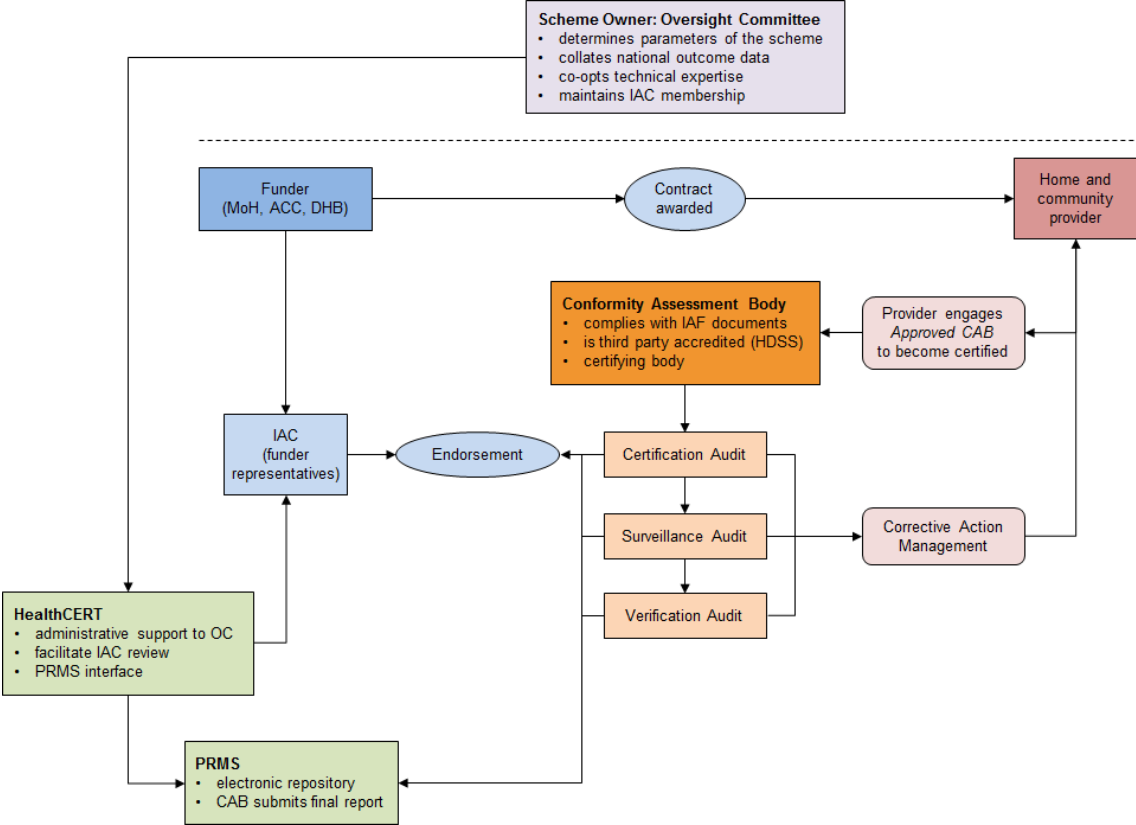 Scheme Owner: Oversight Committee
• determines parameters of the scheme
• collates national outcome data
• co-opts technical expertise
• maintains IAC membership
Funder
(MoH, ACC, DHB)
Contract
awarded
Home and
community
provider
Conformity Assessment Body
• complies with IAF documents
• is third party accredited (HDSS)
• certifying body
Provider engages
Approved CAB
to become certified
IAC
(funder
representatives)
Endorsement
Certification Audit
Surveillance Audit
Corrective Action
Management
Verification Audit
HealthCERT
• administrative support to OC
• facilitate IAC review
• PRMS interface
PRMS
• electronic repository
• CAB submits final report